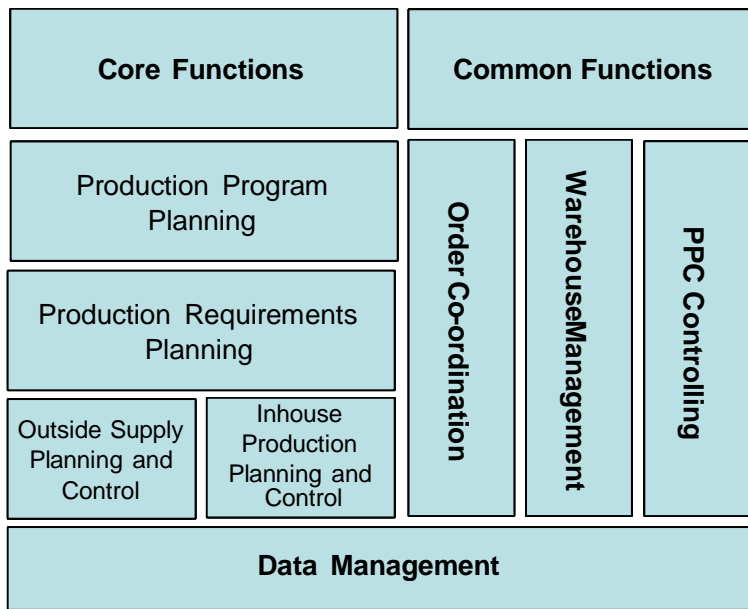 Core Functions
Common Functions
Production Program
Planning
Production Requirements
Planning
Outside Supply
Planning and
Control
Inhouse
Production
Planning and
Control
Order Co-ordination
WarehouseManagement
PPC Controlling
Data Management